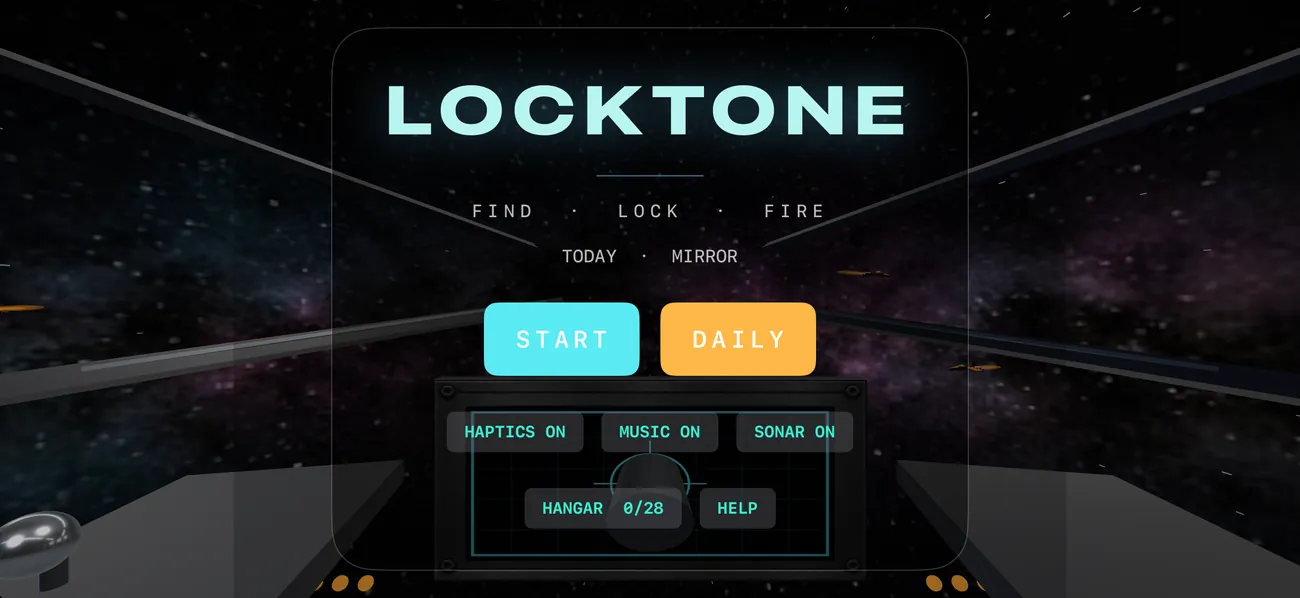 LOCKTONE
FIND · LOCK · FIRE
TODAY · MIRROR
START DAILY
HAPTICS ON MUSIC ON SONAR ON
HANGAR 0/28 HELP